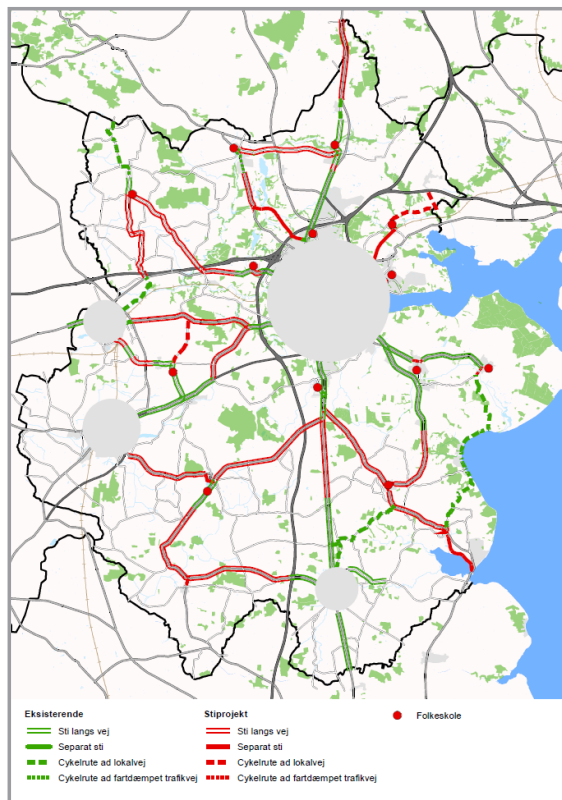 Eksisterende
Sti langs vej
Separat sti
Cykelrute ad lokalvej
Cykelrute ad fartdæmpet trafikvej
Stiprojekt
Sti langs vej
Separat sti
Cykelrute ad lokalvej
Cykelrute ad fartdæmpet trafikvej
Folkeskole